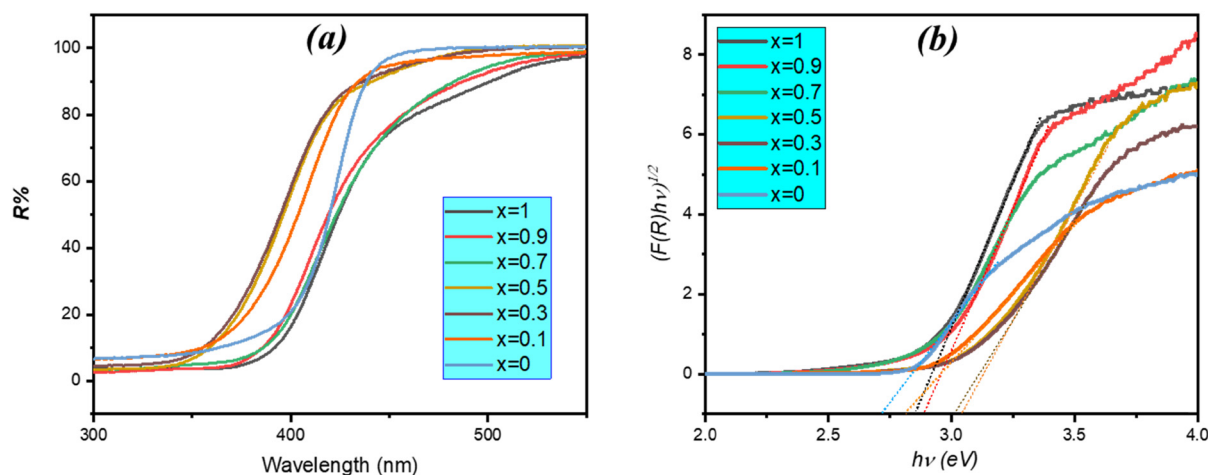 (a)
R%
100
80
60
40
20
0
x=1
x=0.9
x=0.7
x=0.5
x=0.3
x=0.1
x=0
300
400
500
Wavelength (nm)
(b)
(F(R)hν)^1/2
8
6
4
2
0
x=1
x=0.9
x=0.7
x=0.5
x=0.3
x=0.1
x=0
2.0
2.5
3.0
3.5
4.0
hν (eV)